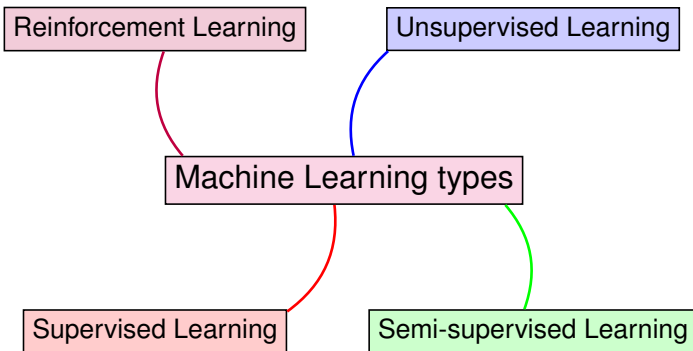 Reinforcement Learning
Unsupervised Learning
Machine Learning types
Supervised Learning
Semi-supervised Learning